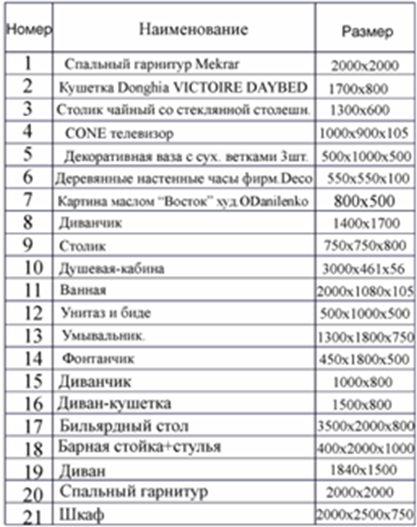 Номер Наименование Размер
1 Спальный гарнитур Mekrar 2000x2000
2 Кушетка Donghia VICTOIRE DAYBED 1700x800
3 Столик чайный со стеклянной столешн. 1300x600
4 CONE телевизор 1000x900x105
5 Декоративная ваза с сух. ветками 3шт. 500x1000x500
6 Деревянные настенные часы фирм.Deco 550x550x100
7 Картина маслом “Восток” худ.ODanilenko 800x500
8 Диванчик 1400x1700
9 Столик 750x750x800
10 Душевая-кабина 3000x461x56
11 Ванная 2000x1080x105
12 Унитаз и биде 500x1000x500
13 Умывальник. 1300x1800x750
14 Фонтанчик 450x1800x500
15 Диванчик 1000x800
16 Диван-кушетка 1500x800
17 Бильярдный стол 3500x2000x800
18 Барная стойка+стулья 400x2000x1000
19 Диван 1840x1500
20 Спальный гарнитур 2000x2000
21 Шкаф 2000x2500x750